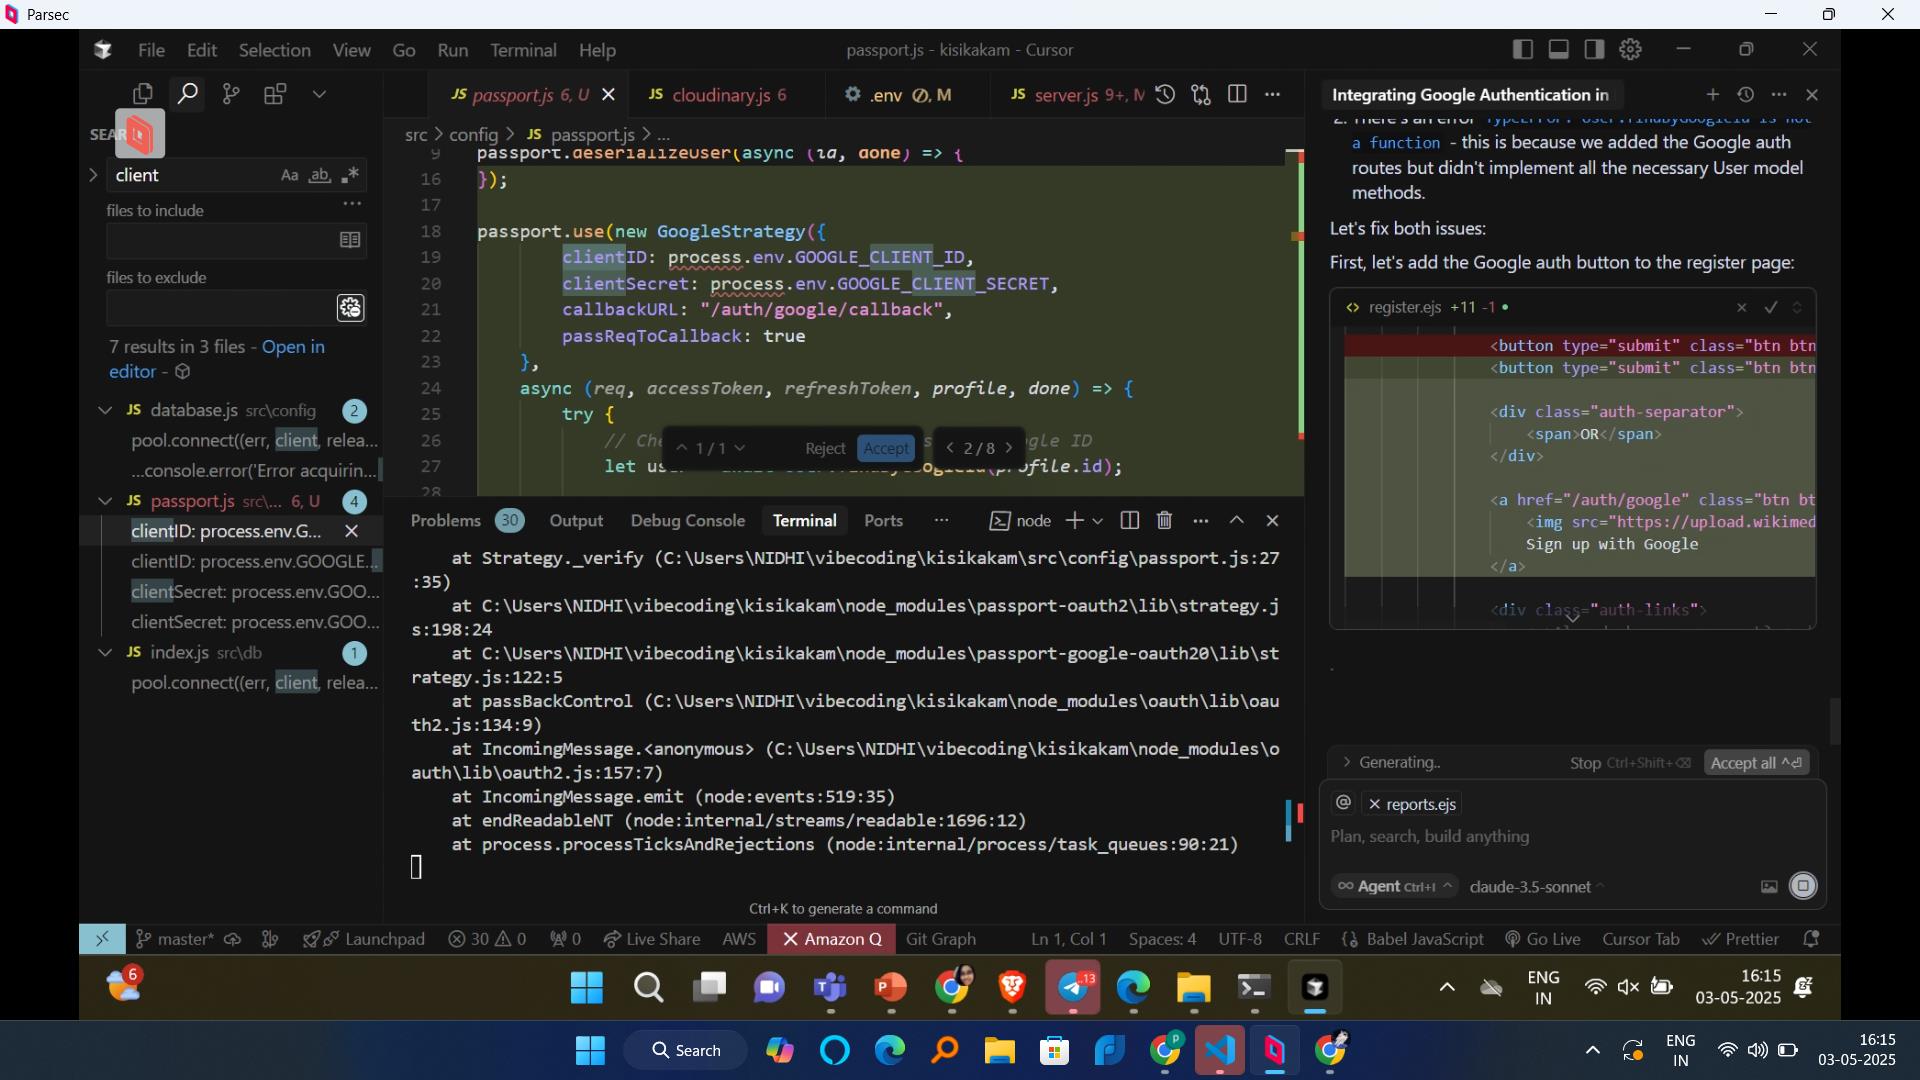 Parsec
File Edit Selection View Go Run Terminal Help
passport.js - kisikakam - Cursor
JS passport.js 6, U
JS cloudinary.js 6
.env M
JS server.js 9+, M
Integrating Google Authentication in
SEAR
client
Aa ab
files to include
files to exclude
7 results in 3 files - Open in
editor -
JS database.js src\config 2
pool.connect((err, client, relea...
...console.error('Error acquirin...
JS passport.js src\... 6, U 4
clientID: process.env.G...
clientID: process.env.GOOGLE...
clientSecret: process.env.GOO...
clientSecret: process.env.GOO...
JS index.js src\db 1
pool.connect((err, client, relea...
src > config > JS passport.js > ...
9 passport.deserializeUser(async (id, done) => {
16 });
17
18 passport.use(new GoogleStrategy({
19 clientID: process.env.GOOGLE_CLIENT_ID,
20 clientSecret: process.env.GOOGLE_CLIENT_SECRET,
21 callbackURL: "/auth/google/callback",
22 passReqToCallback: true
23 },
24 async (req, accessToken, refreshToken, profile, done) => {
25 try {
26 // Che gle ID
27 let us (profile.id);
28
1 / 1 Reject Accept 2 / 8
Problems 30 Output Debug Console Terminal Ports ... node
at Strategy._verify (C:\Users\NIDHI\vibecoding\kisikakam\src\config\passport.js:27
:35)
at C:\Users\NIDHI\vibecoding\kisikakam\node_modules\passport-oauth2\lib\strategy.j
s:198:24
at C:\Users\NIDHI\vibecoding\kisikakam\node_modules\passport-google-oauth20\lib\st
rategy.js:122:5
at passBackControl (C:\Users\NIDHI\vibecoding\kisikakam\node_modules\oauth\lib\oau
th2.js:134:9)
at IncomingMessage.<anonymous> (C:\Users\NIDHI\vibecoding\kisikakam\node_modules\o
auth\lib\oauth2.js:157:7)
at IncomingMessage.emit (node:events:519:35)
at endReadableNT (node:internal/streams/readable:1696:12)
at process.processTicksAndRejections (node:internal/process/task_queues:90:21)
Ctrl+K to generate a command
2. There's an error TypeError: User.findByGoogleId is not
a function - this is because we added the Google auth
routes but didn't implement all the necessary User model
methods.
Let's fix both issues:
First, let's add the Google auth button to the register page:
<> register.ejs +11 -1
<button type="submit" class="btn btn
<button type="submit" class="btn btn
<div class="auth-separator">
<span>OR</span>
</div>
<a href="/auth/google" class="btn bt
<img src="https://upload.wikimed
Sign up with Google
</a>
<div class="auth-links">
.
Generating..
Stop Ctrl+Shift+⌫
Accept all ^⏎
@ × reports.ejs
Plan, search, build anything
∞ Agent Ctrl+I
claude-3.5-sonnet
master* Launchpad 30 0 0 Live Share AWS Amazon Q Git Graph
Ln 1, Col 1 Spaces: 4 UTF-8 CRLF {} Babel JavaScript Go Live Cursor Tab Prettier
6
13
ENG
IN
16:15
03-05-2025
Search
P
ENG
IN
16:15
03-05-2025